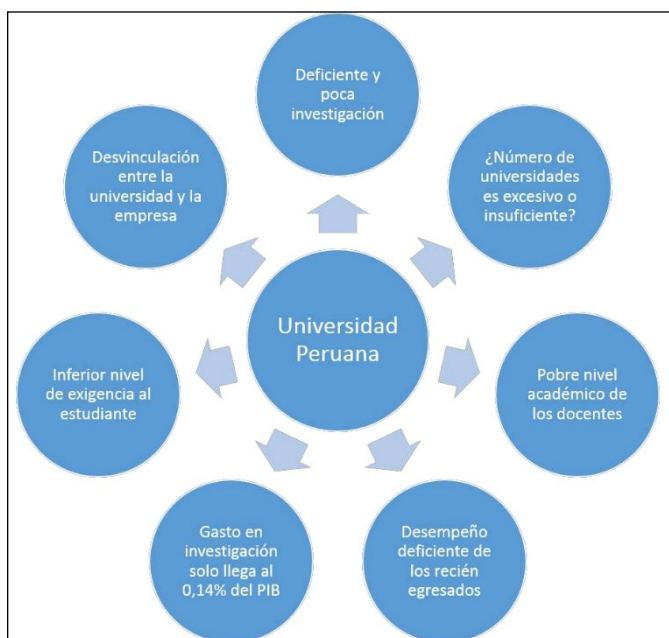 Deficiente y
poca
investigación
¿Número de
universidades
es excesivo o
insuficiente?
Pobre nivel
académico de
los docentes
Desempeño
deficiente de
los recién
egresados
Gasto en
investigación
solo llega al
0,14% del PIB
Inferior nivel
de exigencia al
estudiante
Desvinculación
entre la
universidad y la
empresa
Universidad
Peruana